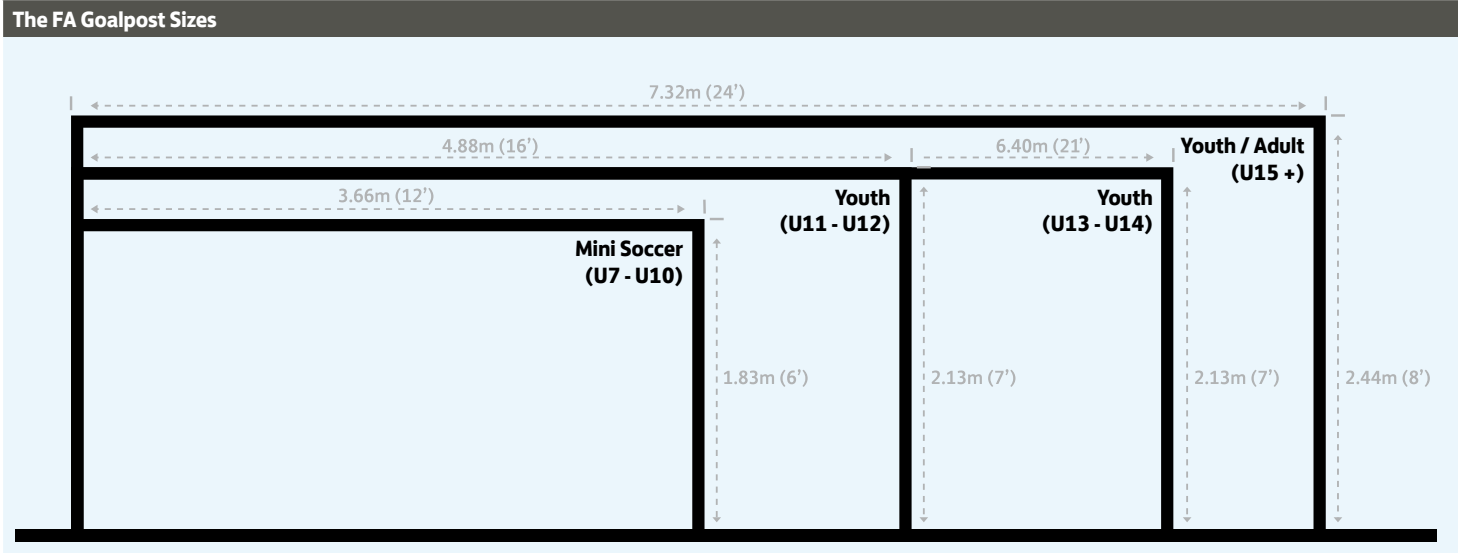 The FA Goalpost Sizes
7.32m (24’)
4.88m (16’)
6.40m (21’)
Youth / Adult
(U15 +)
3.66m (12’)
Youth
(U11 - U12)
Youth
(U13 - U14)
Mini Soccer
(U7 - U10)
1.83m (6’)
2.13m (7’)
2.13m (7’)
2.44m (8’)